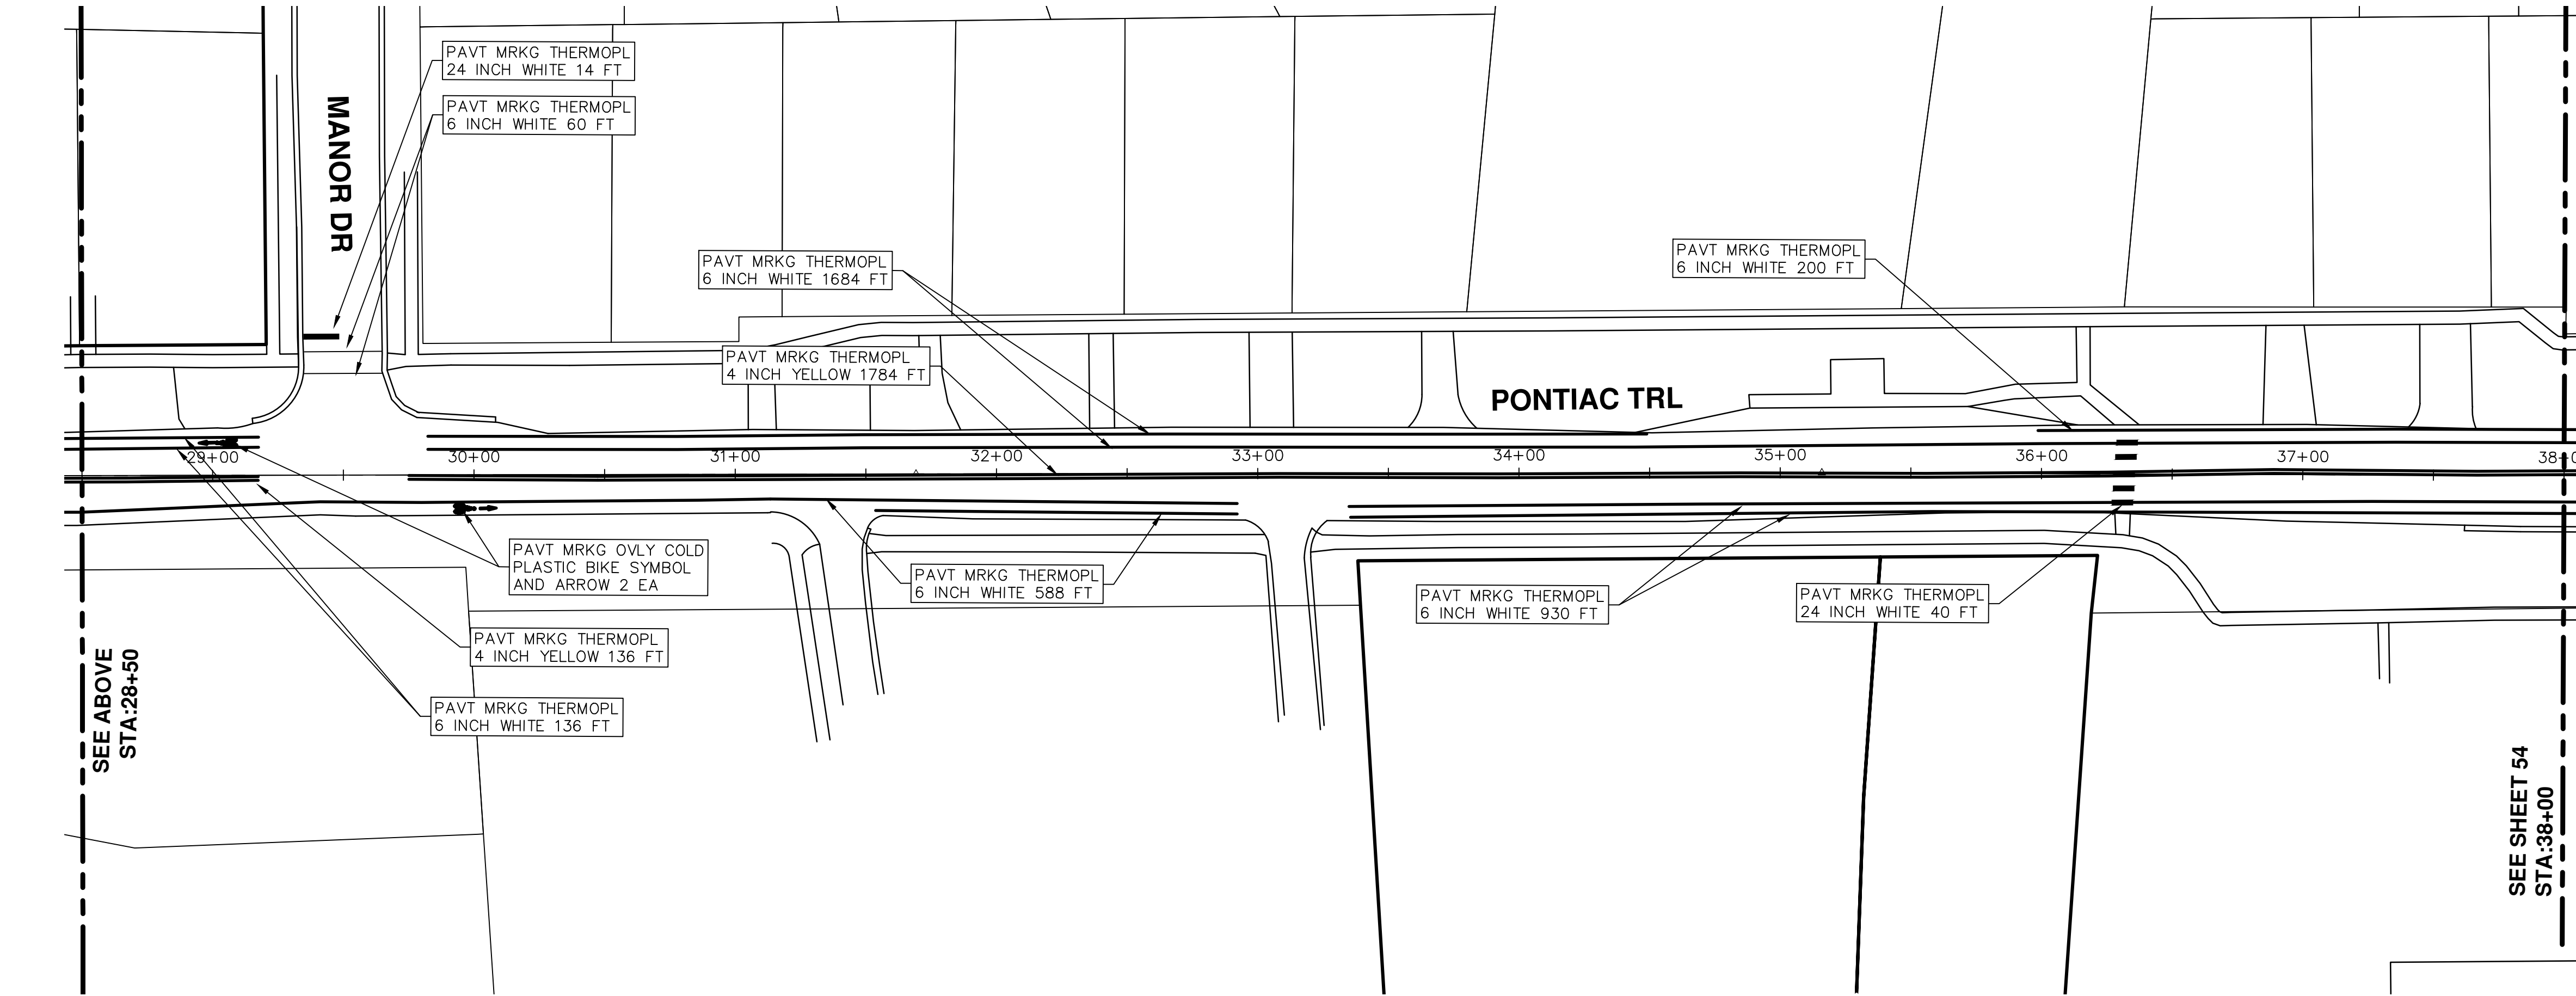 PAVT MRKG THERMOPL
24 INCH WHITE 14 FT
PAVT MRKG THERMOPL
6 INCH WHITE 60 FT
MANOR DR
PAVT MRKG THERMOPL
6 INCH WHITE 1684 FT
PAVT MRKG THERMOPL
6 INCH WHITE 200 FT
PAVT MRKG THERMOPL
4 INCH YELLOW 1784 FT
PONTIAC TRL
29+00
30+00
31+00
32+00
33+00
34+00
35+00
36+00
37+00
38+0
PAVT MRKG OVLY COLD
PLASTIC BIKE SYMBOL
AND ARROW 2 EA
PAVT MRKG THERMOPL
6 INCH WHITE 588 FT
PAVT MRKG THERMOPL
6 INCH WHITE 930 FT
PAVT MRKG THERMOPL
24 INCH WHITE 40 FT
PAVT MRKG THERMOPL
4 INCH YELLOW 136 FT
PAVT MRKG THERMOPL
6 INCH WHITE 136 FT
SEE ABOVE
STA:28+50
SEE SHEET 54
STA:38+00